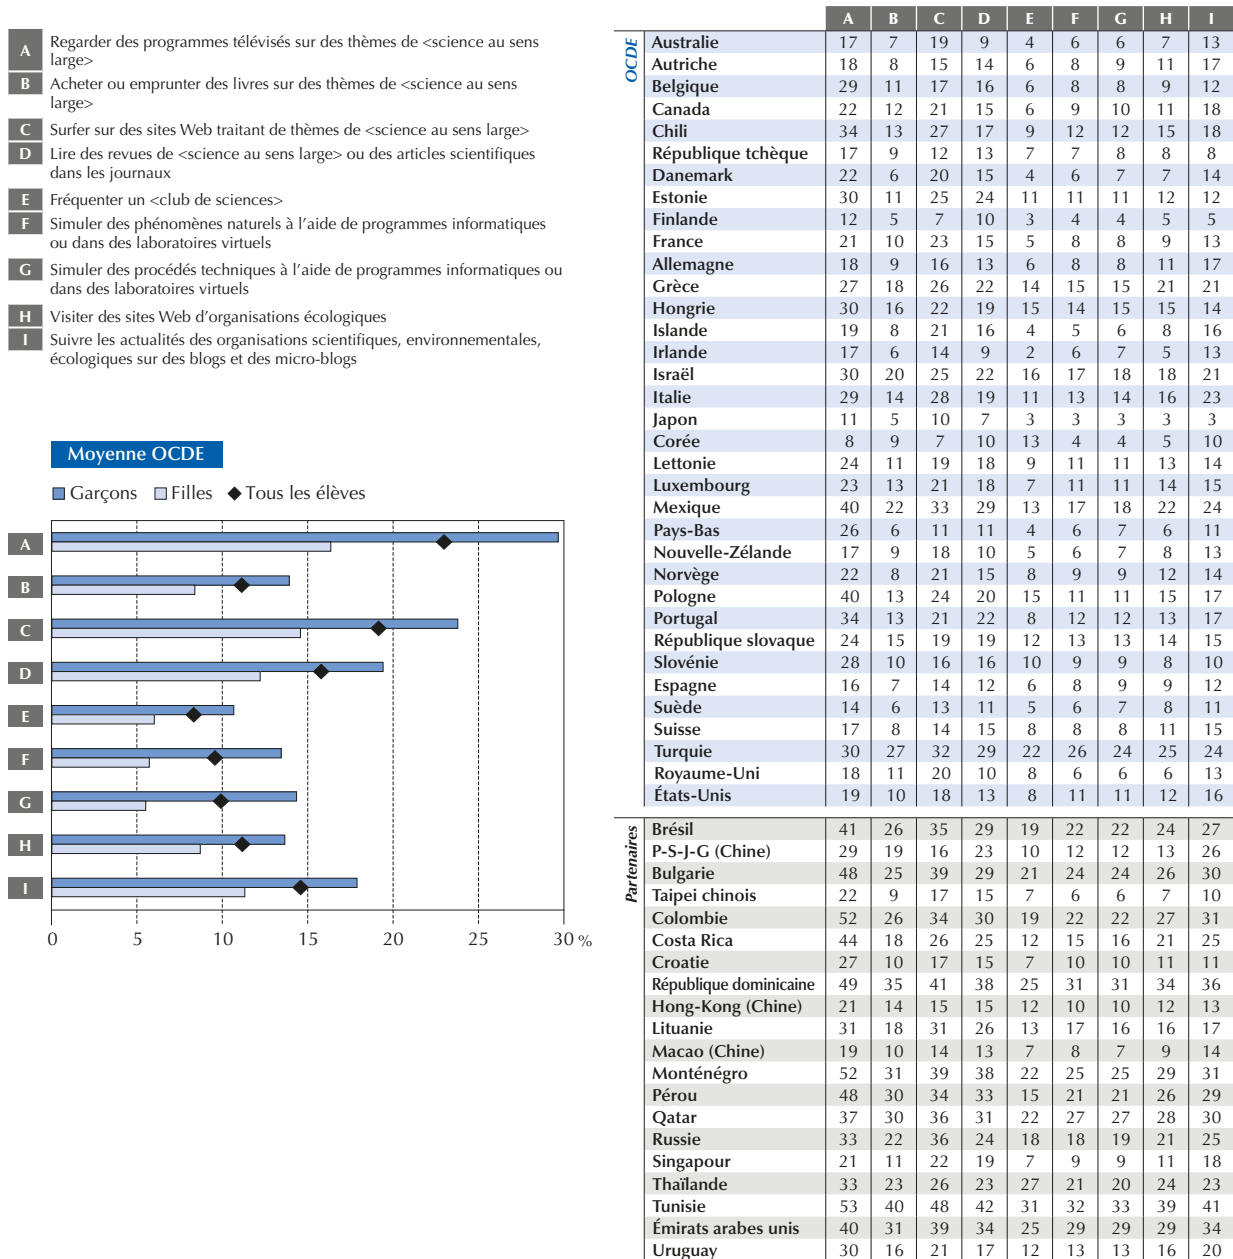 A Regarder des programmes télévisés sur des thèmes de <science au sens
large>
B Acheter ou emprunter des livres sur des thèmes de <science au sens
large>
C Surfer sur des sites Web traitant de thèmes de <science au sens large>
D Lire des revues de <science au sens large> ou des articles scientifiques
dans les journaux
E Fréquenter un <club de sciences>
F Simuler des phénomènes naturels à l'aide de programmes informatiques
ou dans des laboratoires virtuels
G Simuler des procédés techniques à l'aide de programmes informatiques ou
dans des laboratoires virtuels
H Visiter des sites Web d'organisations écologiques
I Suivre les actualités des organisations scientifiques, environnementales,
écologiques sur des blogs et des micro-blogs
Moyenne OCDE
Garçons Filles Tous les élèves
A
B
C
D
E
F
G
H
I
0 5 10 15 20 25 30 %
A B C D E F G H I
OCDE
Australie 17 7 19 9 4 6 6 7 13
Autriche 18 8 15 14 6 8 9 11 17
Belgique 29 11 17 16 6 8 8 9 12
Canada 22 12 21 15 6 9 10 11 18
Chili 34 13 27 17 9 12 12 15 18
République tchèque 17 9 12 13 7 7 8 8 8
Danemark 22 6 20 15 4 6 7 7 14
Estonie 30 11 25 24 11 11 11 12 12
Finlande 12 5 7 10 3 4 4 5 5
France 21 10 23 15 5 8 8 9 13
Allemagne 18 9 16 13 6 8 8 11 17
Grèce 27 18 26 22 14 15 15 21 21
Hongrie 30 16 22 19 15 14 15 15 14
Islande 19 8 21 16 4 5 6 8 16
Irlande 17 6 14 9 2 6 7 5 13
Israël 30 20 25 22 16 17 18 18 21
Italie 29 14 28 19 11 13 14 16 23
Japon 11 5 10 7 3 3 3 3 3
Corée 8 9 7 10 13 4 4 5 10
Lettonie 24 11 19 18 9 11 11 13 14
Luxembourg 23 13 21 18 7 11 11 14 15
Mexique 40 22 33 29 13 17 18 22 24
Pays-Bas 26 6 11 11 4 6 7 6 11
Nouvelle-Zélande 17 9 18 10 5 6 7 8 13
Norvège 22 8 21 15 8 9 9 12 14
Pologne 40 13 24 20 15 11 11 15 17
Portugal 34 13 21 22 8 12 12 13 17
République slovaque 24 15 19 19 12 13 13 14 15
Slovénie 28 10 16 16 10 9 9 8 10
Espagne 16 7 14 12 6 8 9 9 12
Suède 14 6 13 11 5 6 7 8 11
Suisse 17 8 14 15 8 8 8 11 15
Turquie 30 27 32 29 22 26 24 25 24
Royaume-Uni 18 11 20 10 8 6 6 6 13
États-Unis 19 10 18 13 8 11 11 12 16
Partenaires
Brésil 41 26 35 29 19 22 22 24 27
P-S-J-G (Chine) 29 19 16 23 10 12 12 13 26
Bulgarie 48 25 39 29 21 24 24 26 30
Taipei chinois 22 9 17 15 7 6 6 7 10
Colombie 52 26 34 30 19 22 22 27 31
Costa Rica 44 18 26 25 12 15 16 21 25
Croatie 27 10 17 15 7 10 10 11 11
République dominicaine 49 35 41 38 25 31 31 34 36
Hong-Kong (Chine) 21 14 15 15 12 10 10 12 13
Lituanie 31 18 31 26 13 17 16 16 17
Macao (Chine) 19 10 14 13 7 8 7 9 14
Monténégro 52 31 39 38 22 25 25 29 31
Pérou 48 30 34 33 15 21 21 26 29
Qatar 37 30 36 31 22 27 27 28 30
Russie 33 22 36 24 18 18 19 21 25
Singapour 21 11 22 19 7 9 9 11 18
Thaïlande 33 23 26 23 27 21 20 24 23
Tunisie 53 40 48 42 31 32 33 39 41
Émirats arabes unis 40 31 39 34 25 29 29 29 34
Uruguay 30 16 21 17 12 13 13 16 20